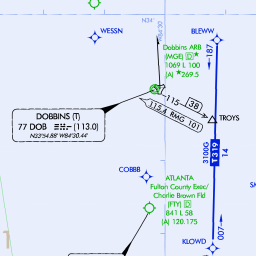 WESSN
N34°
BLEWW
Dobbins ARB
(MGE)
1069 L 100
(A) *269.5
187
115
38
115.4 RMG 101
TROYS
DOBBINS (T)
77 DOB (113.0)
N33°54.89' W84°30.44'
3100G
T319
14
COBBB
ATLANTA
Fulton County Exec/
Charlie Brown Fld
(FTY)
841 L 58
(A) 120.175
007
KLOWD